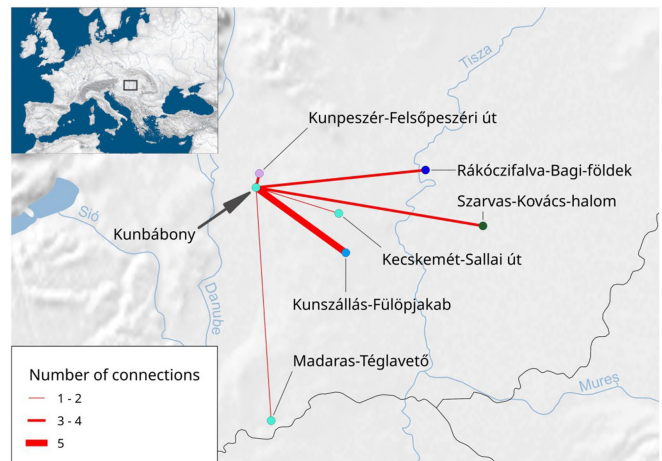 Tisza
Kunpeszér-Felsőpeszéri út
Rákóczifalva-Bagi-földek
Szarvas-Kovács-halom
Sió
Kunbábony
Kecskemét-Sallai út
Danube
Kunszállás-Fülöpjakab
Madaras-Téglavető
Mureș
Number of connections
1 - 2
3 - 4
5